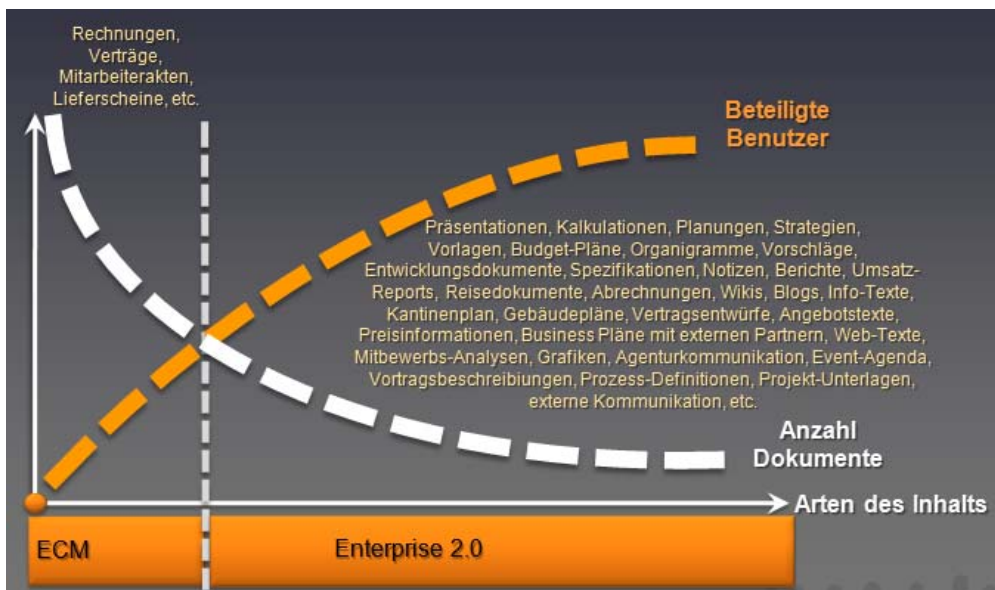 Rechnungen,
Verträge,
Mitarbeiterakten,
Lieferscheine, etc.
Beteiligte
Benutzer
Präsentationen, Kalkulationen, Planungen, Strategien,
Vorlagen, Budget-Pläne, Organigramme, Vorschläge,
Entwicklungsdokumente, Spezifikationen, Notizen, Berichte, Umsatz-
Reports, Reisedokumente, Abrechnungen, Wikis, Blogs, Info-Texte,
Kantinenplan, Gebäudepläne, Vertragsentwürfe, Angebotstexte,
Preisinformationen, Business Pläne mit externen Partnern, Web-Texte,
Mitbewerbs-Analysen, Grafiken, Agenturkommunikation, Event-Agenda,
Vortragsbeschreibiungen, Prozess-Definitionen, Projekt-Unterlagen,
externe Kommunikation, etc.
Anzahl
Dokumente
Arten des Inhalts
ECM
Enterprise 2.0